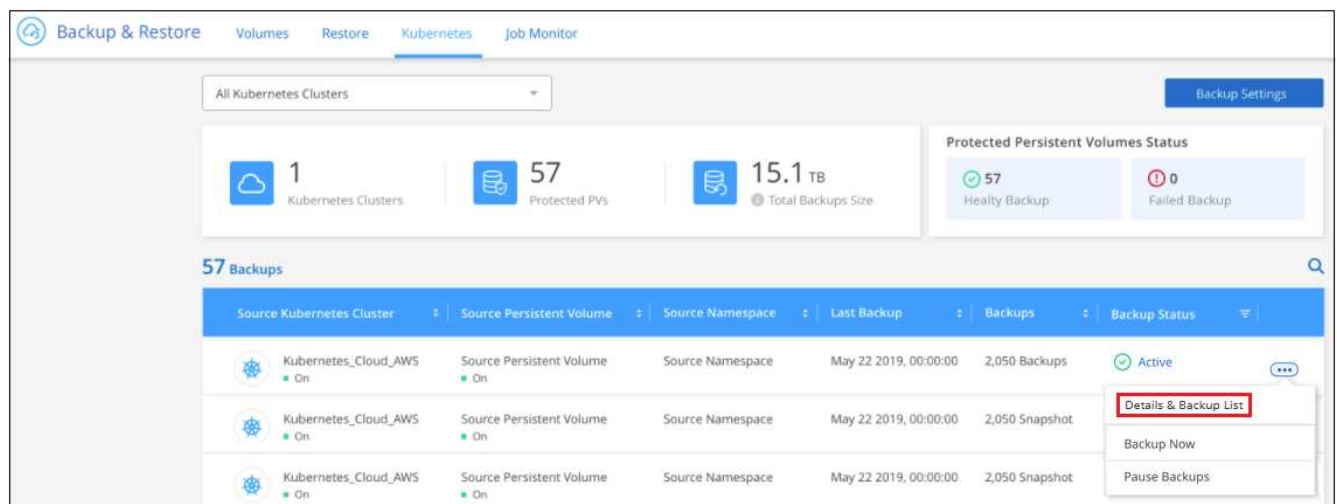 Backup & Restore Volumes Restore Kubernetes Job Monitor
All Kubernetes Clusters
Backup Settings
1
Kubernetes Clusters
57
Protected PVs
15.1 TB
Total Backups Size
Protected Persistent Volumes Status
57
Healty Backup
0
Failed Backup
57 Backups
Source Kubernetes Cluster Source Persistent Volume Source Namespace Last Backup Backups Backup Status
Kubernetes_Cloud_AWS Source Persistent Volume Source Namespace May 22 2019, 00:00:00 2,050 Backups Active
On On
Details & Backup List
Kubernetes_Cloud_AWS Source Persistent Volume Source Namespace May 22 2019, 00:00:00 2,050 Snapshot
On On
Backup Now
Kubernetes_Cloud_AWS Source Persistent Volume Source Namespace May 22 2019, 00:00:00 2,050 Snapshot
Pause Backups
On On